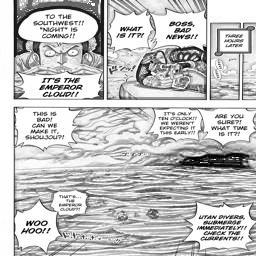 TO THE
SOUTHWEST!!
"NIGHT" IS
COMING!!
IT'S THE
EMPEROR
CLOUD!!
WHAT
IS IT?!
BOSS,
BAD
NEWS!!
THREE
HOURS
LATER
THIS IS
BAD!
CAN WE
MAKE IT,
SHOUJOU?!
IT'S ONLY
TEN O'CLOCK!!
WE WEREN'T
EXPECTING IT
THIS EARLY!!
ARE YOU
SURE?!
WHAT TIME
IS IT?!
THAT'S...
THE
EMPEROR
CLOUD?!
WOO
HOO!!
UTAN DIVERS,
SUBMERGE
IMMEDIATELY!!
CHECK THE
CURRENTS!!